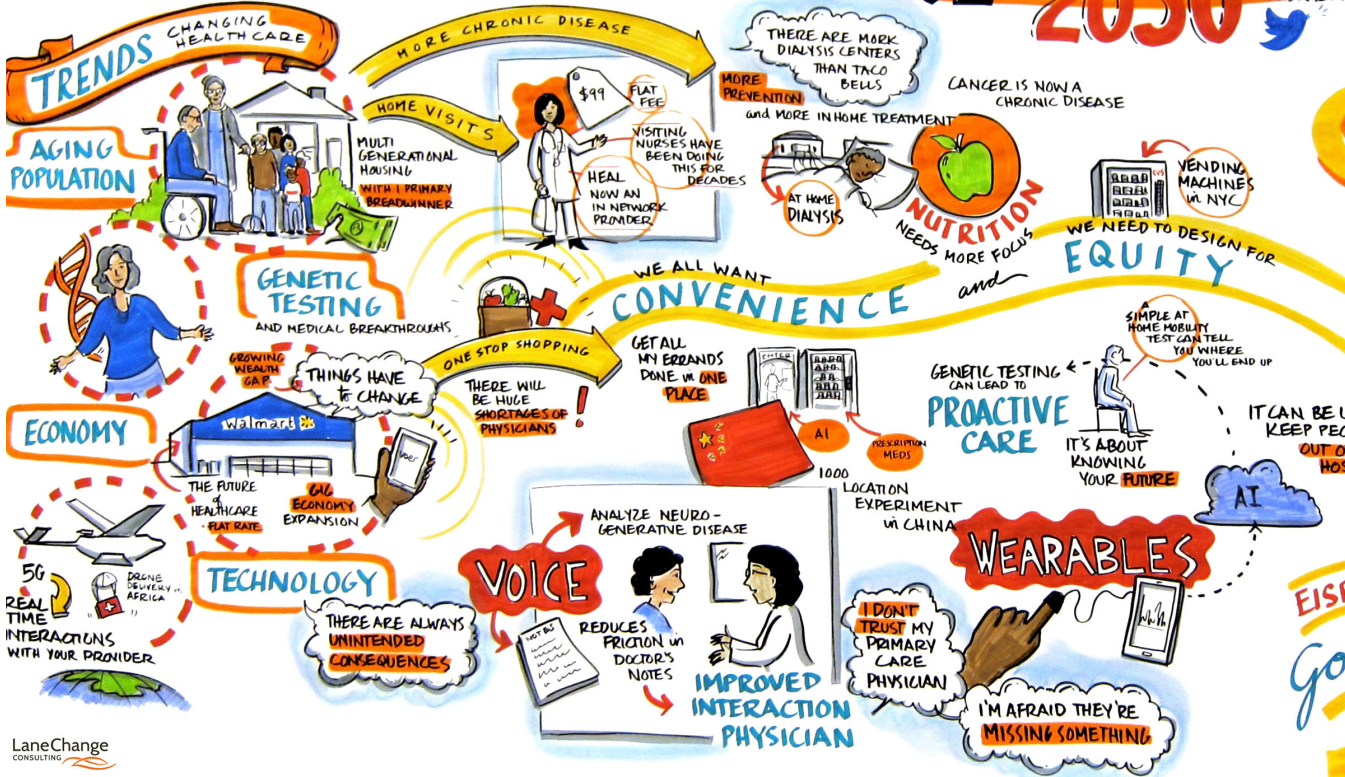 TRENDS
CHANGING
HEALTHCARE
AGING
POPULATION
MULTI
GENERATIONAL
HOUSING
WITH 1 PRIMARY
BREADWINNER
MORE CHRONIC DISEASE
HOME VISITS
$99
FLAT
FEE
VISITING
NURSES HAVE
BEEN DOING
THIS FOR
DECADES
HEAL
NOW AN
IN NETWORK
PROVIDER
THERE ARE MORE
DIALYSIS CENTERS
THAN TACO
BELLS
MORE
PREVENTION
and MORE IN HOME TREATMENT
AT HOME
DIALYSIS
CANCER IS NOW A
CHRONIC DISEASE
2030
NUTRITION
NEEDS MORE FOCUS
and
CVS
VENDING
MACHINES
in NYC
WE NEED TO DESIGN FOR
EQUITY
GENETIC
TESTING
AND MEDICAL BREAKTHROUGHS
WE ALL WANT
CONVENIENCE
ONE STOP SHOPPING
GROWING
WEALTH
GAP
THINGS HAVE
to CHANGE
ECONOMY
Walmart
UBER
THE FUTURE
of
HEALTHCARE
- FLAT RATE
GIG
ECONOMY
EXPANSION
THERE WILL
BE HUGE
SHORTAGES OF
PHYSICIANS
!
GET ALL
MY ERRANDS
DONE in ONE
PLACE
ENTER
AI
PRESCRIPTION
MEDS
1000
LOCATION
EXPERIMENT
in CHINA
GENETIC TESTING
CAN LEAD TO
PROACTIVE
CARE
A
SIMPLE AT
HOME MOBILITY
TEST CAN TELL
YOU WHERE
YOU'LL END UP
IT'S ABOUT
KNOWING
YOUR FUTURE
IT CAN BE
KEEP
OUT
AI
5G
REAL
TIME
INTERACTIONS
WITH YOUR PROVIDER
DRONE
DELIVERY in
AFRICA
TECHNOLOGY
THERE ARE ALWAYS
UNINTENDED
CONSEQUENCES
VOICE
ANALYZE NEURO-
GENERATIVE DISEASE
NOTES
REDUCES
FRICTION in
DOCTOR'S
NOTES
IMPROVED
INTERACTION
PHYSICIAN
WEARABLES
I DON'T
TRUST MY
PRIMARY
CARE
PHYSICIAN
I'M AFRAID THEY'RE
MISSING SOMETHING
LaneChange
CONSULTING